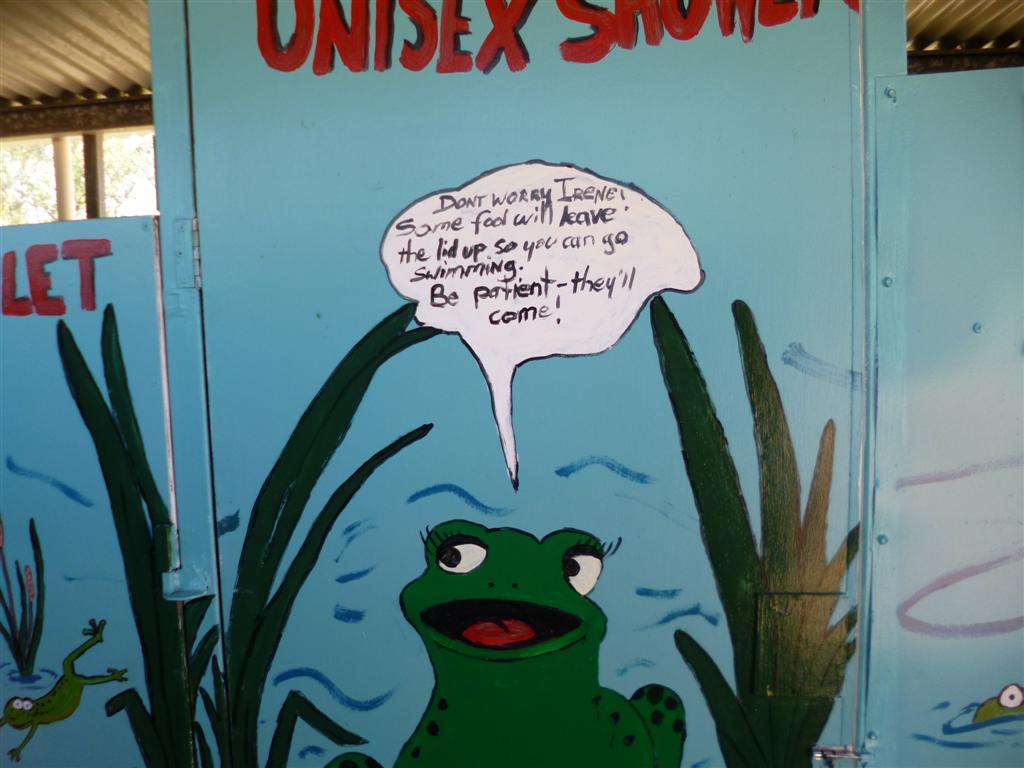 UNISEX SHOWER
LET
DONT WORRY IRENE!
Some fool will leave
the lid up so you can go
swimming.
Be patient-they'll
come!